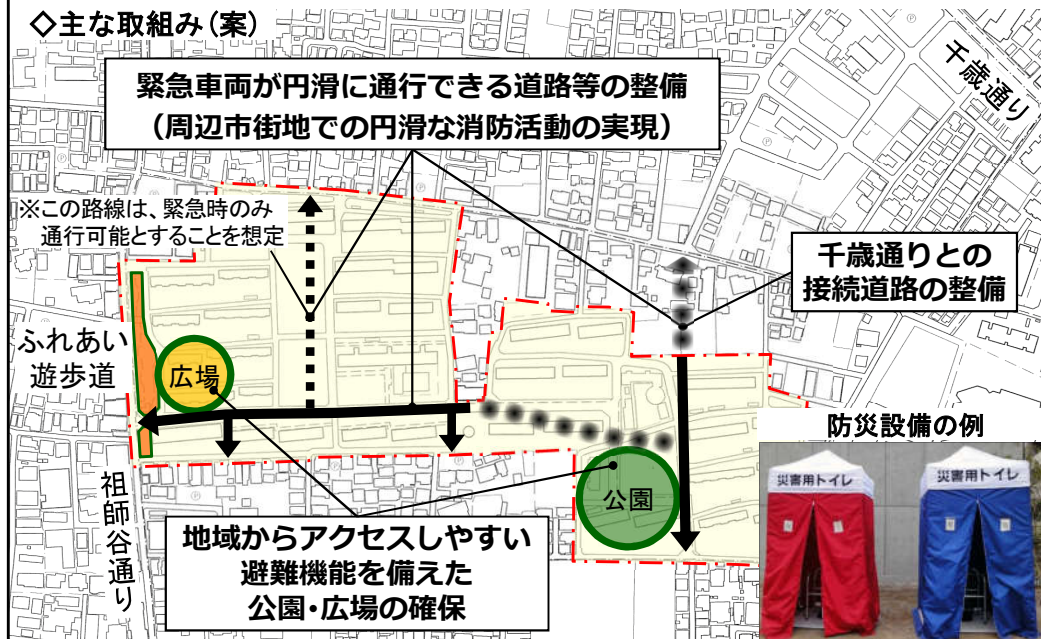 ◇主な取組み(案)
緊急車両が円滑に通行できる道路等の整備
(周辺市街地での円滑な消防活動の実現)
千歳通り
※この路線は、緊急時のみ
通行可能とすることを想定
千歳通りとの
接続道路の整備
ふれあい
遊歩道
広場
防災設備の例
災害用トイレ
災害用トイレ
公園
祖師谷通り
地域からアクセスしやすい
避難機能を備えた
公園・広場の確保